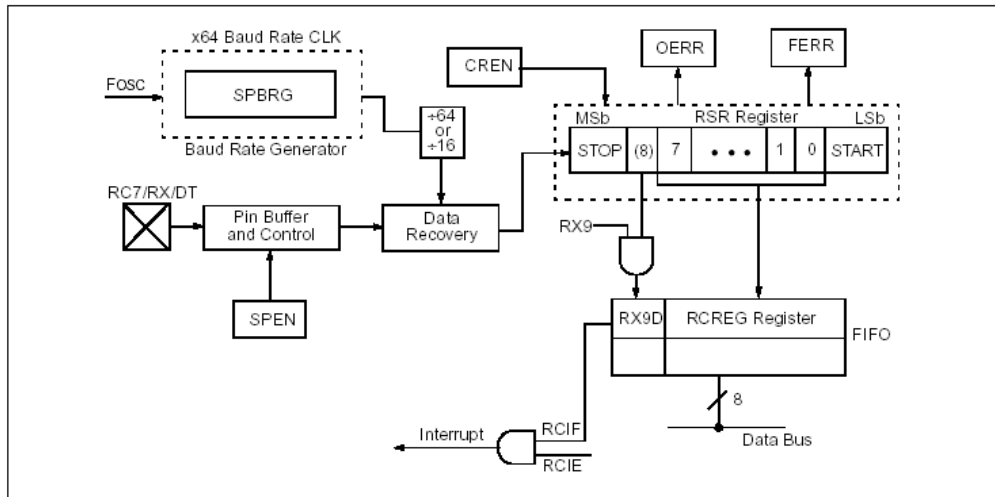 x64 Baud Rate CLK
Fosc
SPBRG
Baud Rate Generator
÷64
or
÷16
CREN
OERR
FERR
MSb
RSR Register
LSb
STOP (8) 7 • • • 1 0 START
RC7/RX/DT
Pin Buffer
and Control
Data
Recovery
SPEN
RX9
RX9D
RCREG Register
FIFO
8
Data Bus
Interrupt
RCIF
RCIE